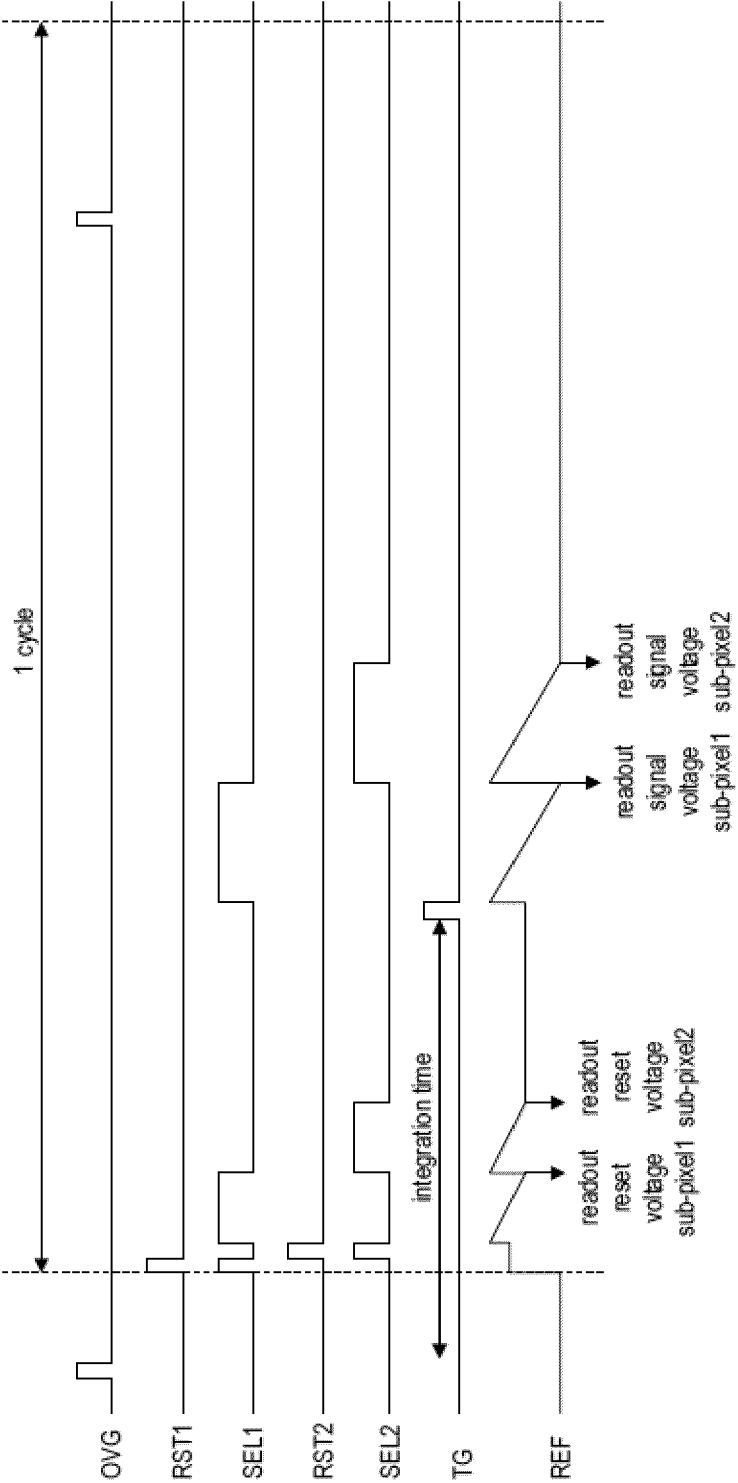 1 cycle
OVG
RST1
SEL1
RST2
SEL2
integration time
TG
REF
readout
reset
voltage
sub-pixel1
readout
reset
voltage
sub-pixel2
readout
signal
voltage
sub-pixel1
readout
signal
voltage
sub-pixel2